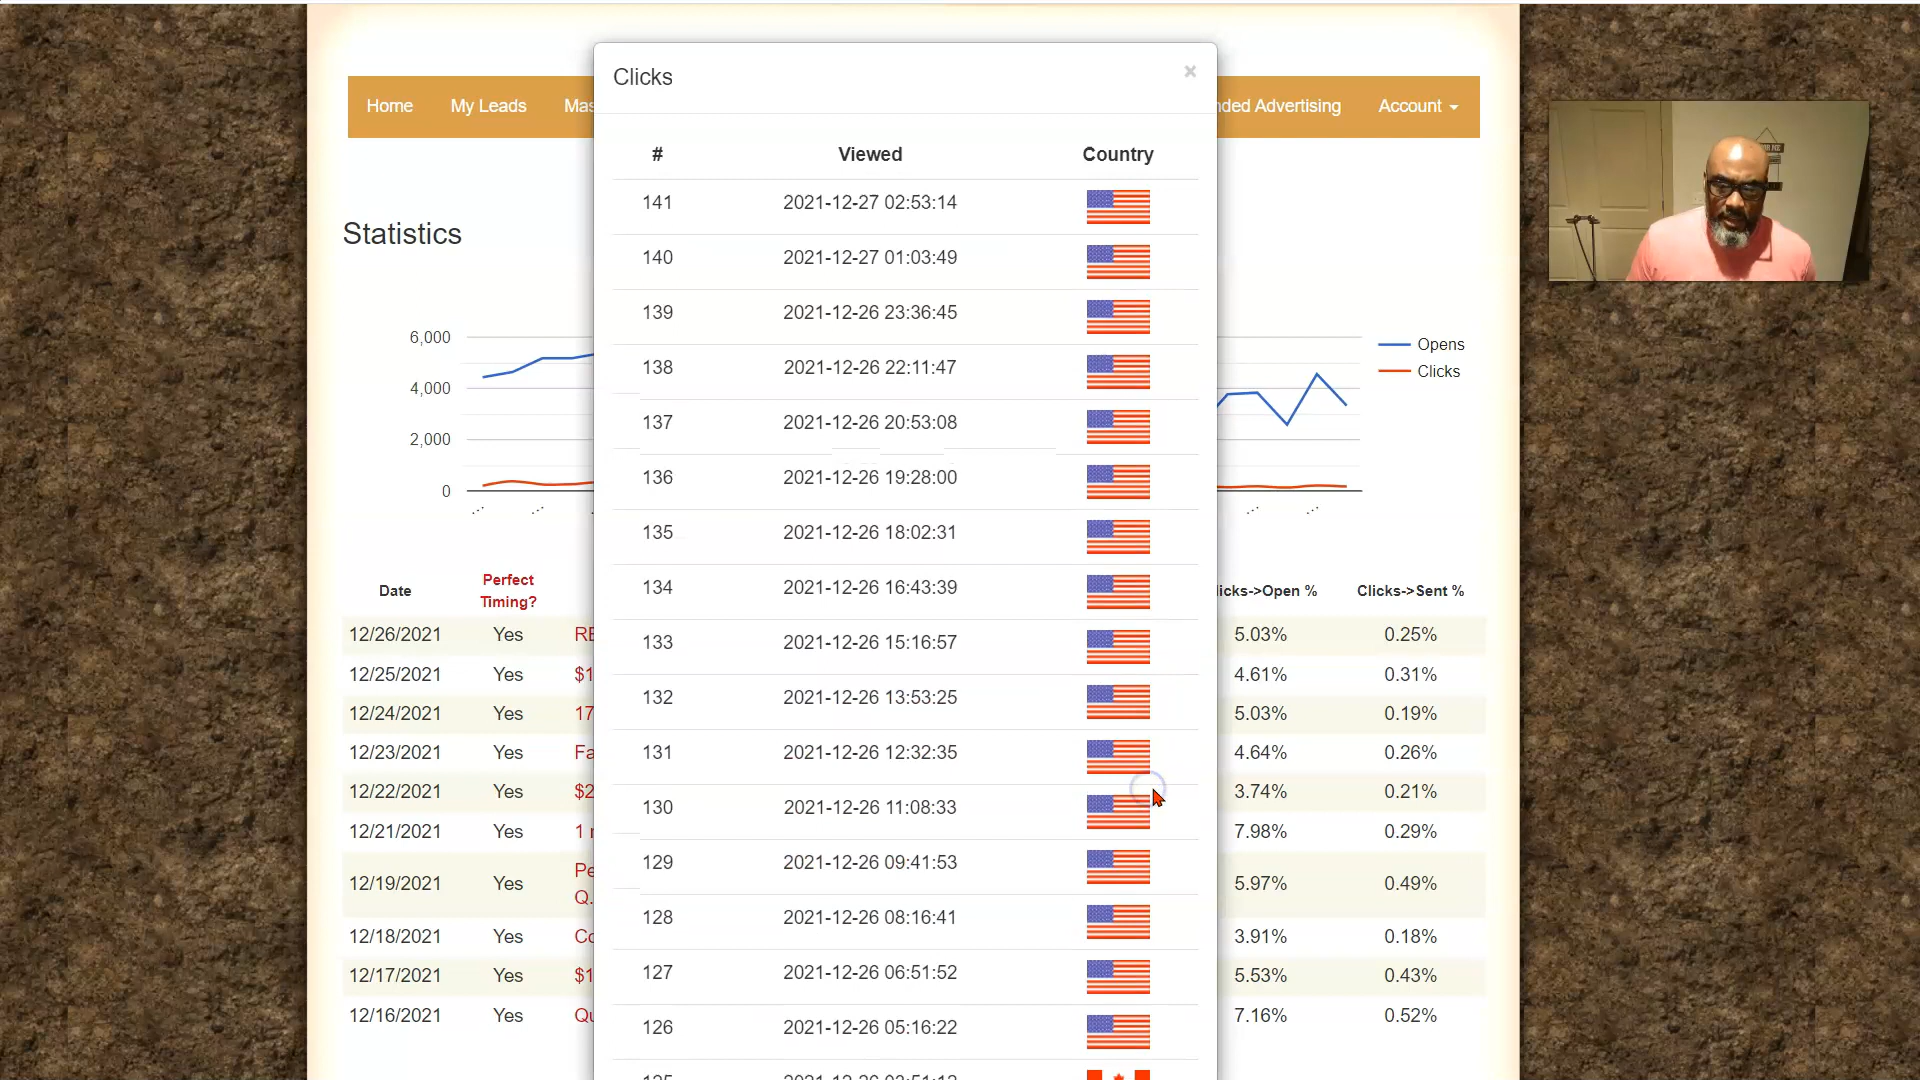 Clicks ×
Home My Leads Account
Advertising
# Viewed Country
141 2021-12-27 02:53:14
140 2021-12-27 01:03:49
139 2021-12-26 23:36:45
138 2021-12-26 22:11:47
137 2021-12-26 20:53:08
136 2021-12-26 19:28:00
135 2021-12-26 18:02:31
134 2021-12-26 16:43:39
133 2021-12-26 15:16:57
132 2021-12-26 13:53:25
131 2021-12-26 12:32:35
130 2021-12-26 11:08:33
129 2021-12-26 09:41:53
128 2021-12-26 08:16:41
127 2021-12-26 06:51:52
126 2021-12-26 05:16:22
Statistics
6,000
4,000
2,000
0
Opens
Clicks
Date Perfect Timing? Clicks->Sent %
12/26/2021 Yes 5.03% 0.25%
12/25/2021 Yes 4.61% 0.31%
12/24/2021 Yes 5.03% 0.19%
12/23/2021 Yes 4.64% 0.26%
12/22/2021 Yes 3.74% 0.21%
12/21/2021 Yes 7.98% 0.29%
12/19/2021 Yes 5.97% 0.49%
12/18/2021 Yes 3.91% 0.18%
12/17/2021 Yes 5.53% 0.43%
12/16/2021 Yes 7.16% 0.52%